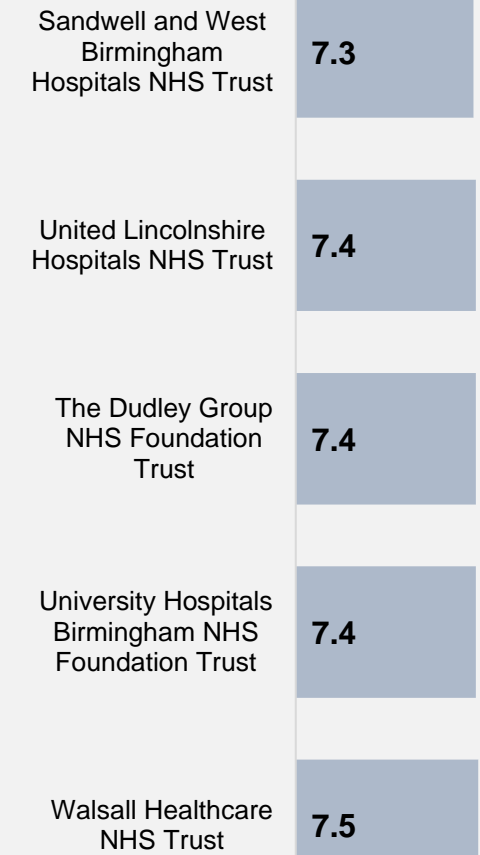 Sandwell and West
Birmingham
Hospitals NHS Trust
7.3
United Lincolnshire
Hospitals NHS Trust
7.4
The Dudley Group
NHS Foundation
Trust
7.4
University Hospitals
Birmingham NHS
Foundation Trust
7.4
Walsall Healthcare
NHS Trust
7.5